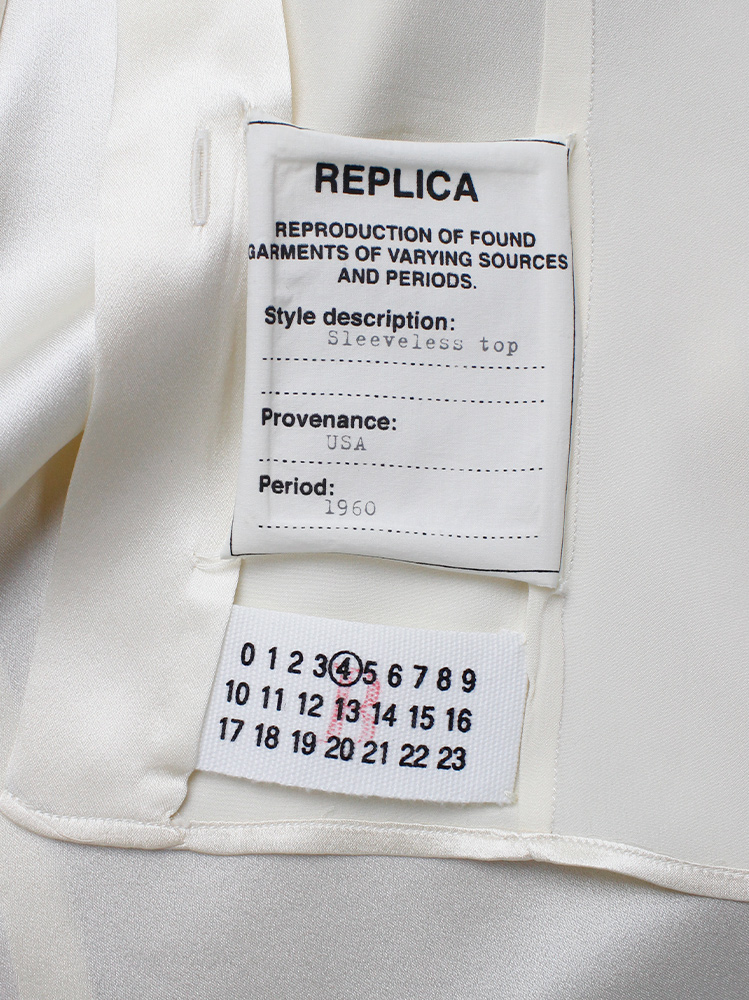 REPLICA
REPRODUCTION OF FOUND
GARMENTS OF VARYING SOURCES
AND PERIODS.
Style description:
Sleeveless top
Provenance:
USA
Period:
1960
0 1 2 3 4 5 6 7 8 9
10 11 12 13 14 15 16
17 18 19 20 21 22 23
R